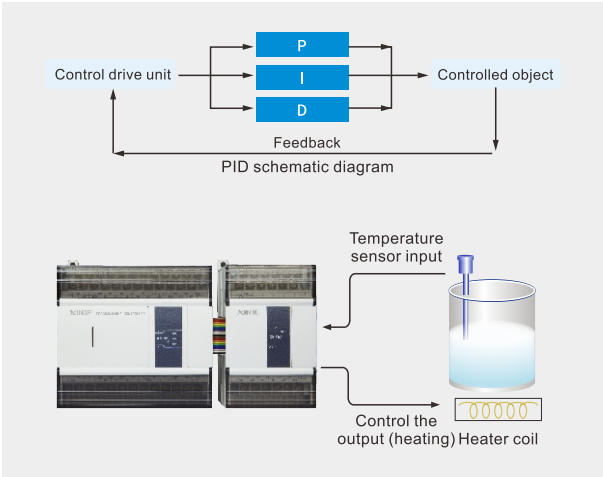 P
Control drive unit
I
Controlled object
D
Feedback
PID schematic diagram
Temperature
sensor input
Control the
output (heating)
Heater coil